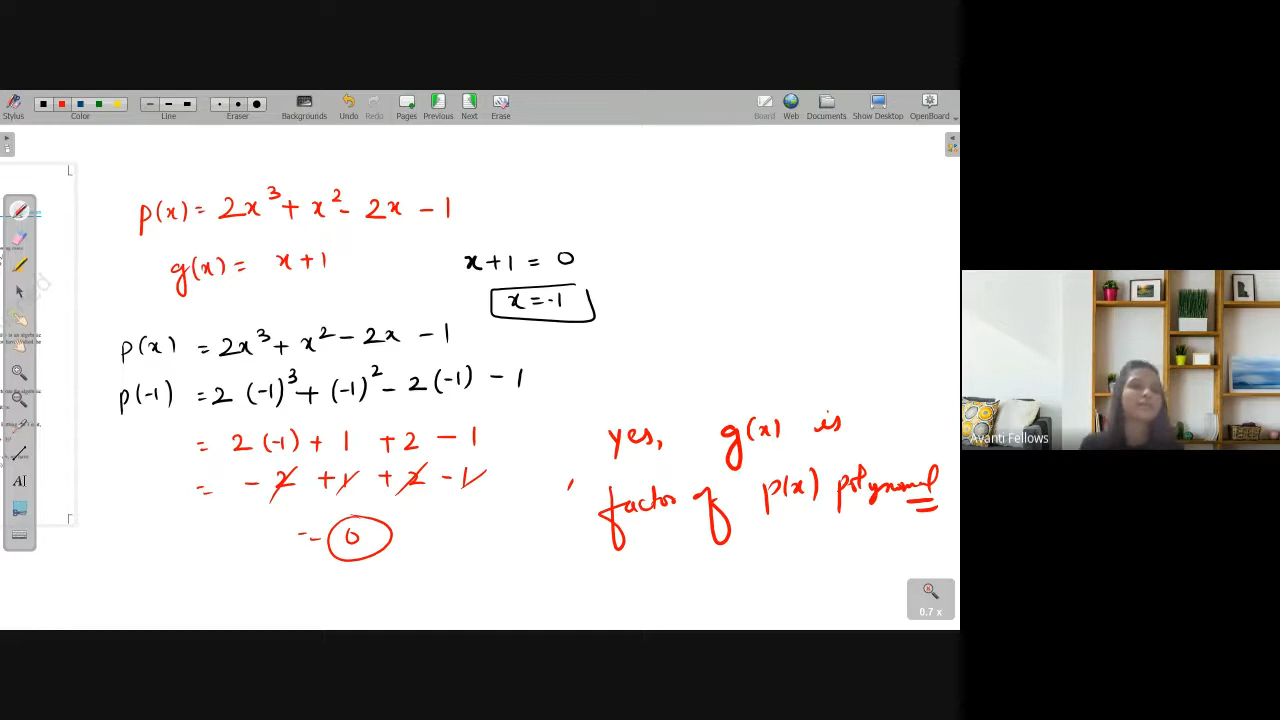 Stylus
Color
Line
Eraser
Backgrounds
Undo
Redo
Pages
Previous
Next
Erase
Board
Web
Documents
Show Desktop
OpenBoard
p(x) = 2x³ + x² - 2x - 1
g(x) = x + 1
x + 1 = 0
x = -1
p(x) = 2x³ + x² - 2x - 1
p(-1) = 2 (-1)³ + (-1)² - 2 (-1) - 1
= 2 (-1) + 1 + 2 - 1
= - 2 + 1 + 2 - 1
= 0
yes, g(x) is
factor of p(x) polynomial
Avanti Fellows
0.7 x